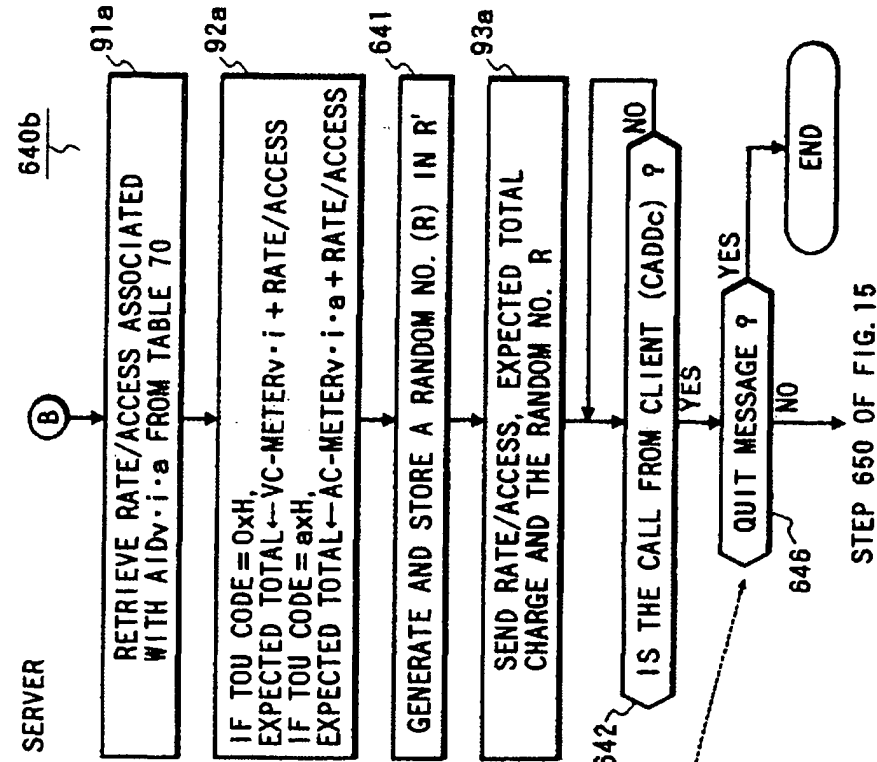 SERVER
640b
B
91a
RETRIEVE RATE/ACCESS ASSOCIATED
WITH AIDv·i·a FROM TABLE 70
92a
IF TOU CODE=0xH,
EXPECTED TOTAL←VC-METERv·i+RATE/ACCESS
IF TOU CODE=axH,
EXPECTED TOTAL←AC-METERv·i·a+RATE/ACCESS
641
GENERATE AND STORE A RANDOM NO. (R) IN R'
93a
SEND RATE/ACCESS, EXPECTED TOTAL
CHARGE AND THE RANDOM NO. R
642
IS THE CALL FROM CLIENT (CADDc) ?
NO
YES
QUIT MESSAGE ?
YES
646
NO
END
STEP 650 OF FIG. 15